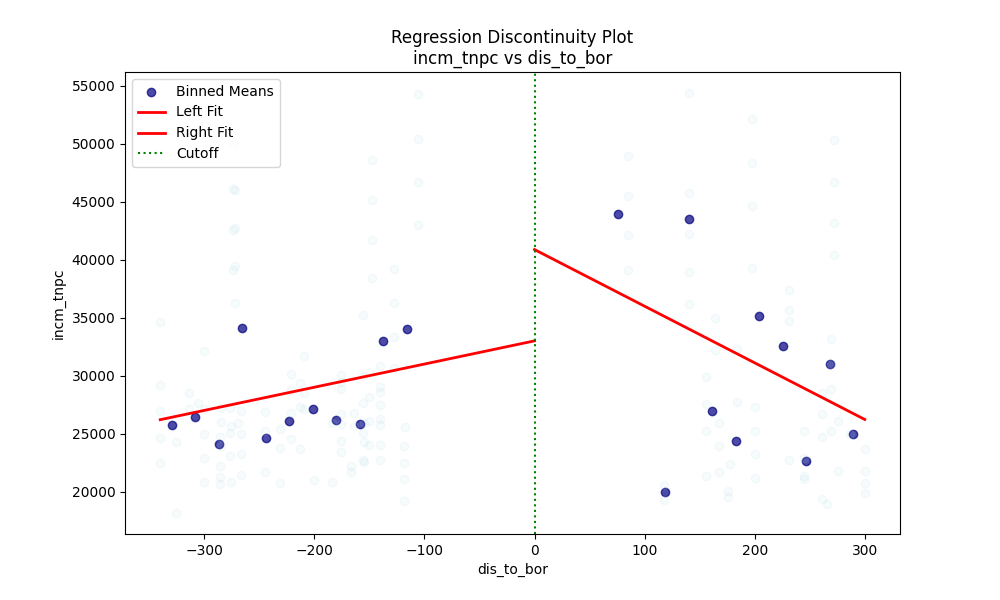 Regression Discontinuity Plot
incm_tnpc vs dis_to_bor
Binned Means
Left Fit
Right Fit
Cutoff
55000
50000
45000
40000
35000
30000
25000
20000
incm_tnpc
−300
−200
−100
0
100
200
300
dis_to_bor